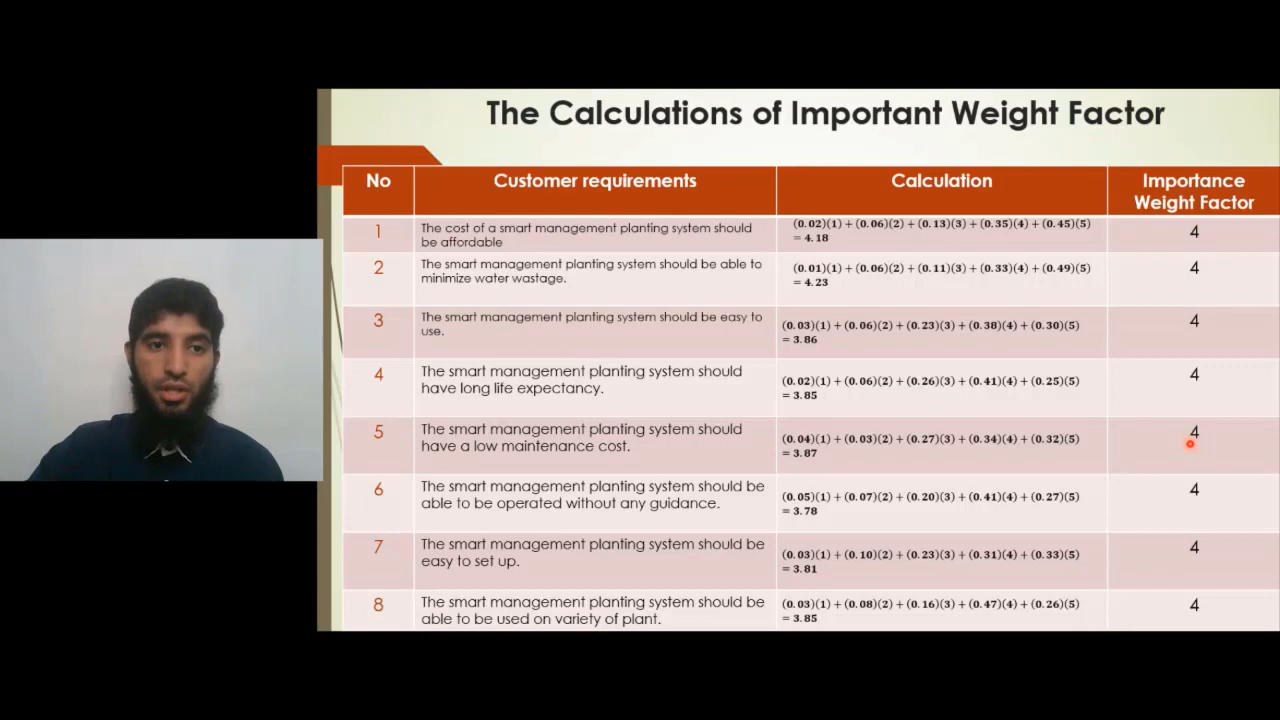 The Calculations of Important Weight Factor
No Customer requirements Calculation Importance
Weight Factor
1 The cost of a smart management planting system should
be affordable
(0.02)(1) + (0.06)(2) + (0.13)(3) + (0.35)(4) + (0.45)(5)
= 4.18
4
2 The smart management planting system should be able to
minimize water wastage.
(0.01)(1) + (0.06)(2) + (0.11)(3) + (0.33)(4) + (0.49)(5)
= 4.23
4
3 The smart management planting system should be easy to
use.
(0.03)(1) + (0.06)(2) + (0.23)(3) + (0.38)(4) + (0.30)(5)
= 3.86
4
4 The smart management planting system should
have long life expectancy.
(0.02)(1) + (0.06)(2) + (0.26)(3) + (0.41)(4) + (0.25)(5)
= 3.85
4
5 The smart management planting system should
have a low maintenance cost.
(0.04)(1) + (0.03)(2) + (0.27)(3) + (0.34)(4) + (0.32)(5)
= 3.87
4
6 The smart management planting system should be
able to be operated without any guidance.
(0.05)(1) + (0.07)(2) + (0.20)(3) + (0.41)(4) + (0.27)(5)
= 3.78
4
7 The smart management planting system should be
easy to set up.
(0.03)(1) + (0.10)(2) + (0.23)(3) + (0.31)(4) + (0.33)(5)
= 3.81
4
8 The smart management planting system should be
able to be used on variety of plant.
(0.03)(1) + (0.08)(2) + (0.16)(3) + (0.47)(4) + (0.26)(5)
= 3.85
4